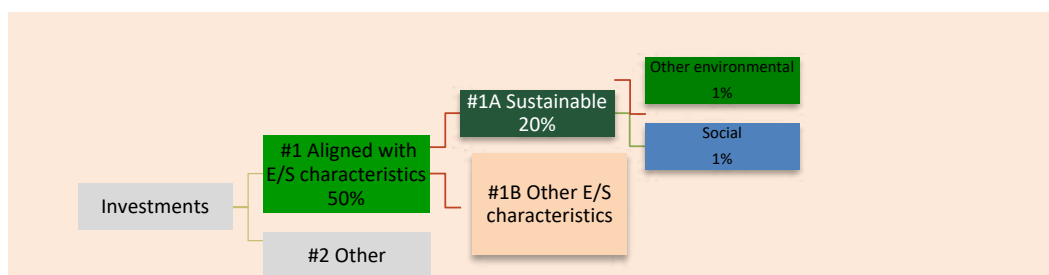 Other environmental
1%
#1A Sustainable
20%
Social
1%
#1 Aligned with
E/S characteristics
50%
#1B Other E/S
characteristics
Investments
#2 Other